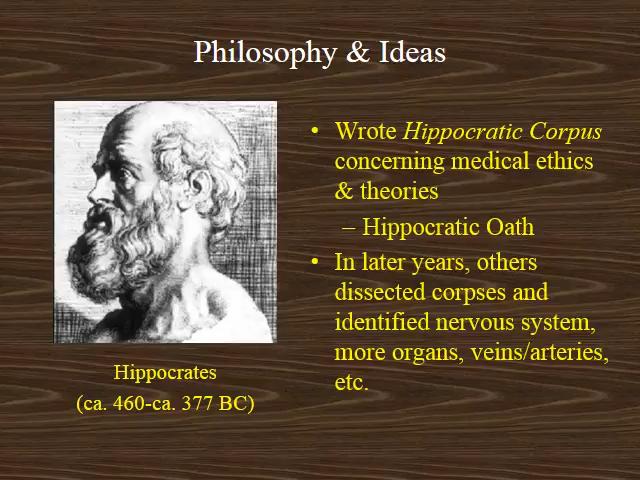 Philosophy & Ideas
• Wrote Hippocratic Corpus
concerning medical ethics
& theories
– Hippocratic Oath
• In later years, others
dissected corpses and
identified nervous system,
more organs, veins/arteries,
etc.
Hippocrates
(ca. 460-ca. 377 BC)